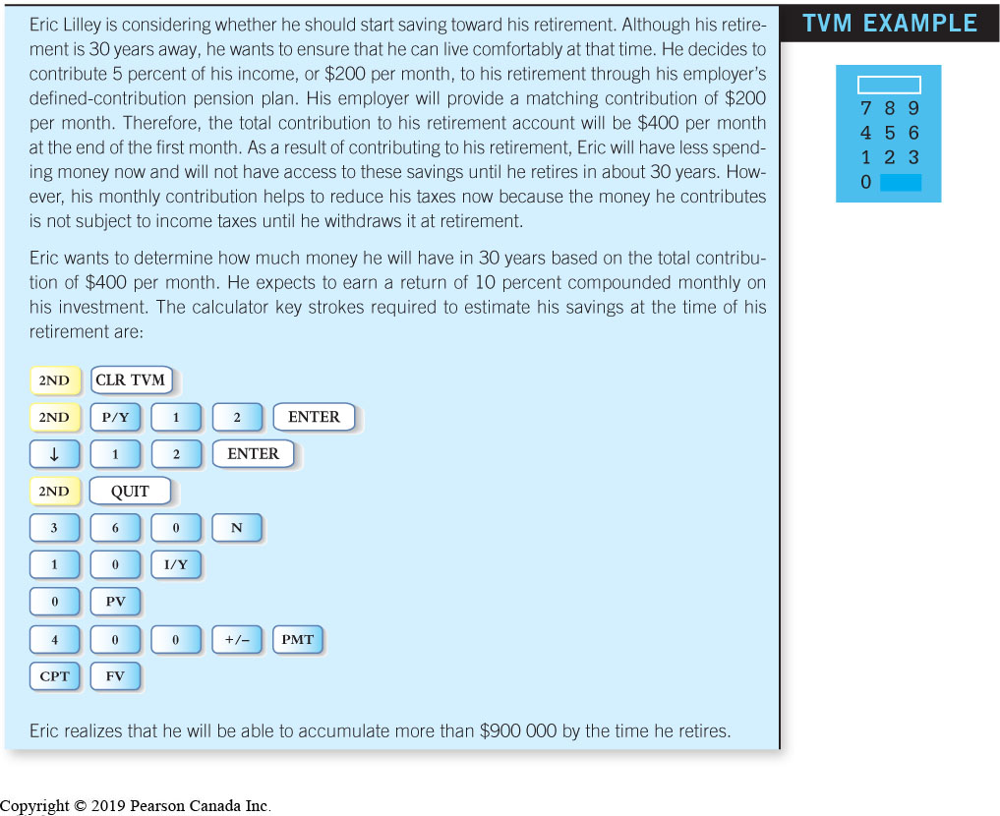 Eric Lilley is considering whether he should start saving toward his retirement. Although his retire-
ment is 30 years away, he wants to ensure that he can live comfortably at that time. He decides to
contribute 5 percent of his income, or $200 per month, to his retirement through his employer's
defined-contribution pension plan. His employer will provide a matching contribution of $200
per month. Therefore, the total contribution to his retirement account will be $400 per month
at the end of the first month. As a result of contributing to his retirement, Eric will have less spend-
ing money now and will not have access to these savings until he retires in about 30 years. How-
ever, his monthly contribution helps to reduce his taxes now because the money he contributes
is not subject to income taxes until he withdraws it at retirement.
Eric wants to determine how much money he will have in 30 years based on the total contribu-
tion of $400 per month. He expects to earn a return of 10 percent compounded monthly on
his investment. The calculator key strokes required to estimate his savings at the time of his
retirement are:
2ND CLR TVM
2ND P/Y 1 2 ENTER
↓ 1 2 ENTER
2ND QUIT
3 6 0 N
1 0 I/Y
0 PV
4 0 0 +/– PMT
CPT FV
Eric realizes that he will be able to accumulate more than $900 000 by the time he retires.
TVM EXAMPLE
7 8 9
4 5 6
1 2 3
0
Copyright © 2019 Pearson Canada Inc.